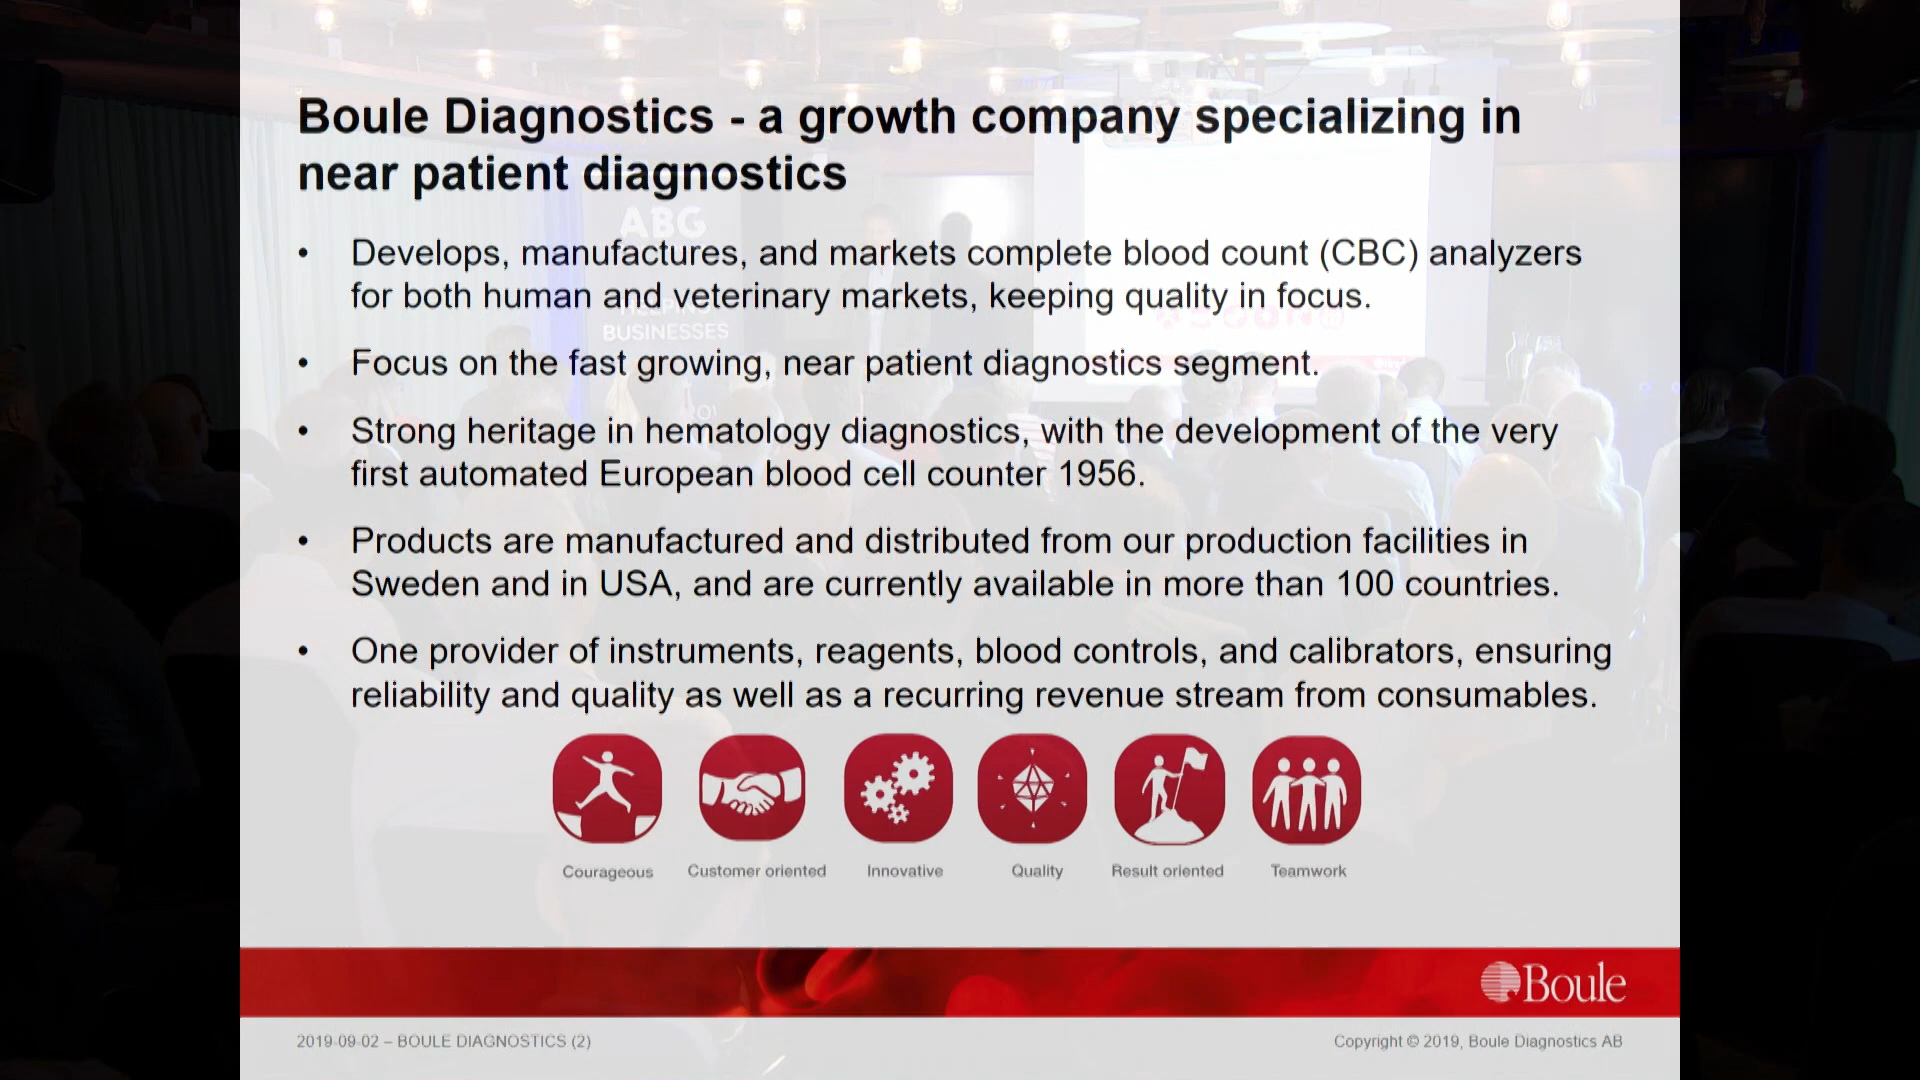 Boule Diagnostics - a growth company specializing in
near patient diagnostics
ABG
• Develops, manufactures, and markets complete blood count (CBC) analyzers
for both human and veterinary markets, keeping quality in focus.
HELPING
BUSINESSES
• Focus on the fast growing, near patient diagnostics segment.
• Strong heritage in hematology diagnostics, with the development of the very
first automated European blood cell counter 1956.
• Products are manufactured and distributed from our production facilities in
Sweden and in USA, and are currently available in more than 100 countries.
• One provider of instruments, reagents, blood controls, and calibrators, ensuring
reliability and quality as well as a recurring revenue stream from consumables.
Courageous Customer oriented Innovative Quality Result oriented Teamwork
Boule
2019-09-02 – BOULE DIAGNOSTICS (2) Copyright © 2019, Boule Diagnostics AB